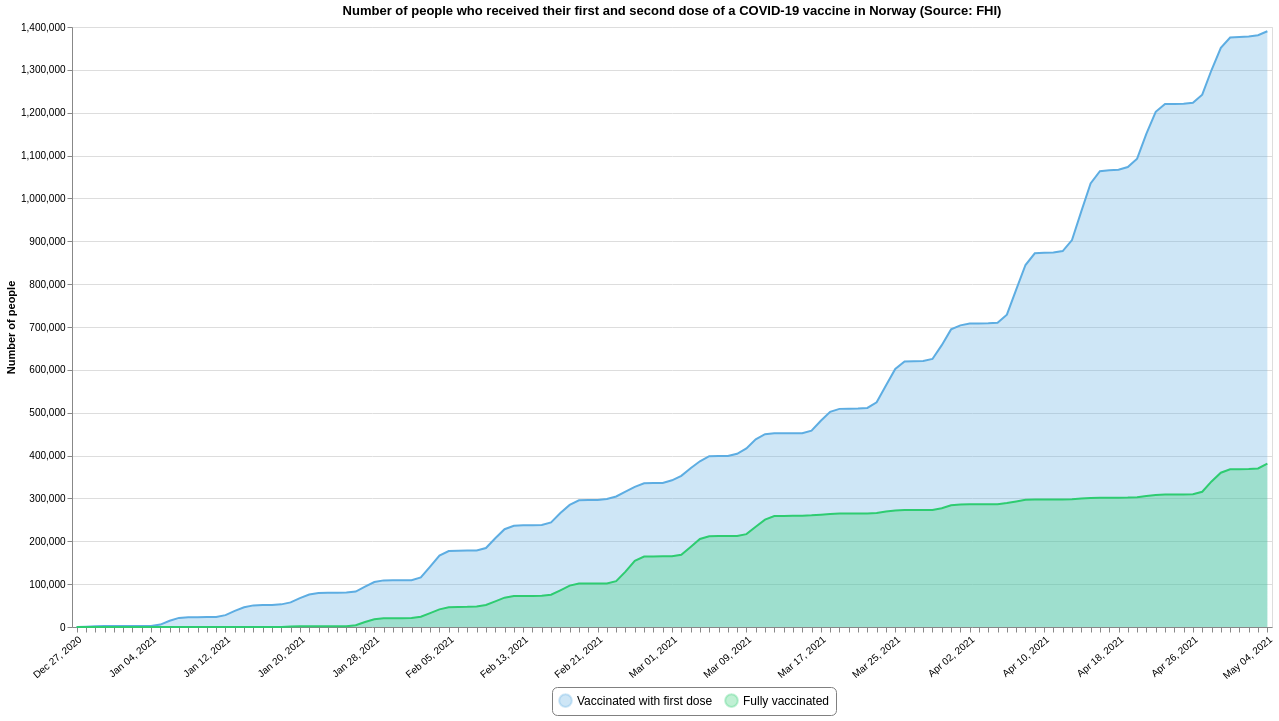 Number of people who received their first and second dose of a COVID-19 vaccine in Norway (Source: FHI)
1,400,000
1,300,000
1,200,000
1,100,000
1,000,000
900,000
800,000
700,000
600,000
500,000
400,000
300,000
200,000
100,000
0
Number of people
Dec 27, 2020
Jan 04, 2021
Jan 12, 2021
Jan 20, 2021
Jan 28, 2021
Feb 05, 2021
Feb 13, 2021
Feb 21, 2021
Mar 01, 2021
Mar 09, 2021
Mar 17, 2021
Mar 25, 2021
Apr 02, 2021
Apr 10, 2021
Apr 18, 2021
Apr 26, 2021
May 04, 2021
Vaccinated with first dose
Fully vaccinated